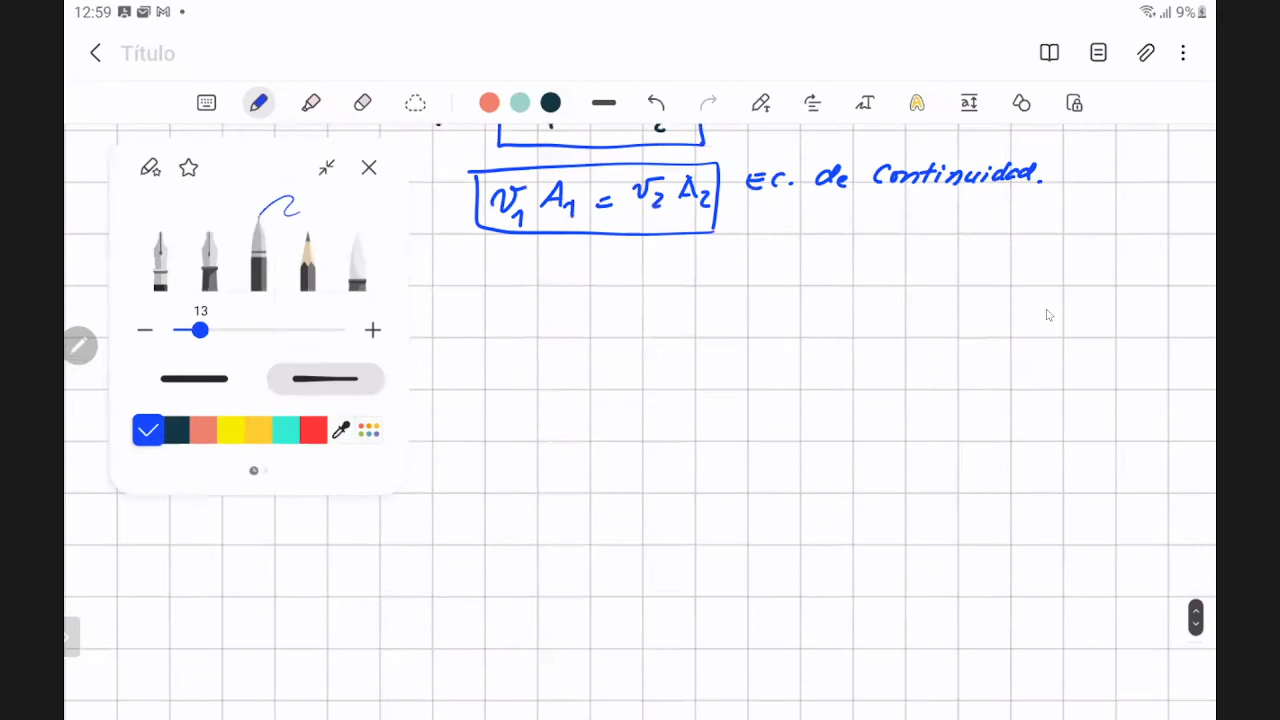 12:59 9%
Título
v₁ A₁ = v₂ A₂ Ec. de Continuidad.
13